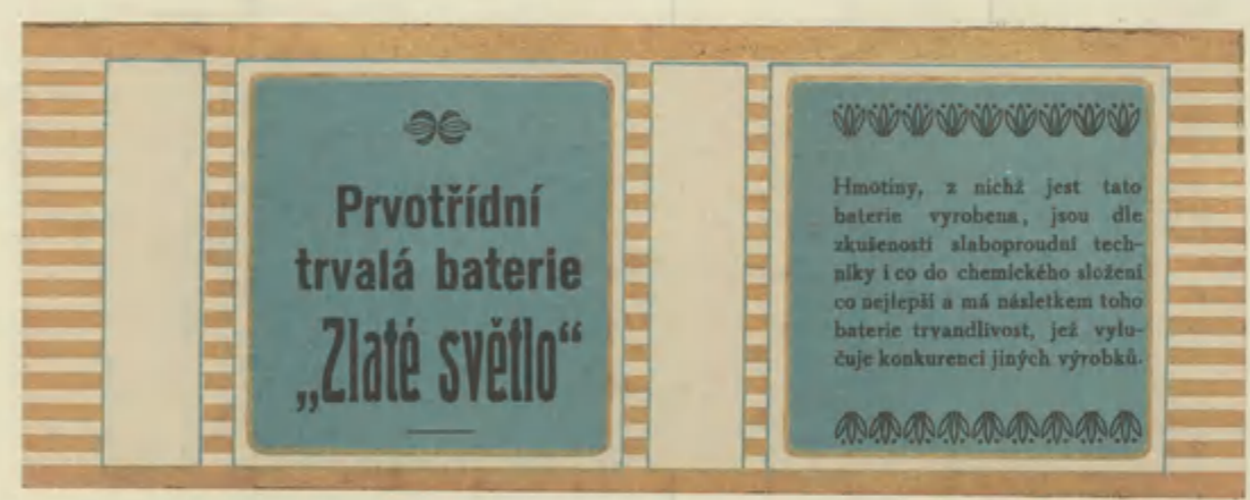 Prvotřídní
trvalá baterie
„Zlaté světlo“
Hmotiny, z nichž jest tato
baterie vyrobena, jsou dle
zkušeností slaboproudní tech-
niky i co do chemického složení
co nejlepší a má následkem toho
baterie trvandlivost, jež vylu-
čuje konkurenci jiných výrobků.